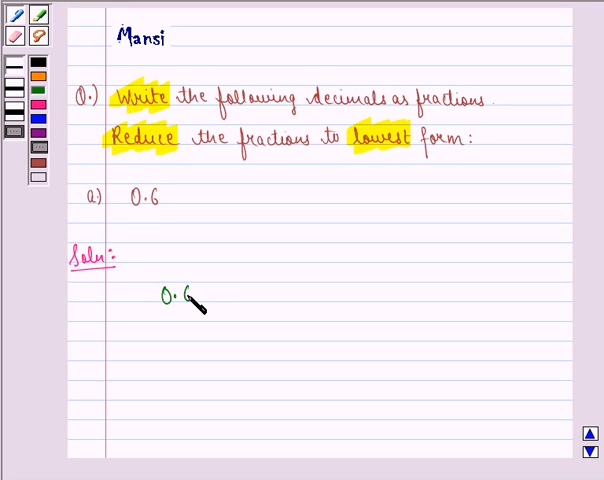 Mansi
Q.) Write the following decimals as fractions.
Reduce the fractions to lowest form:
a.) 0.6
Soln:
0.6